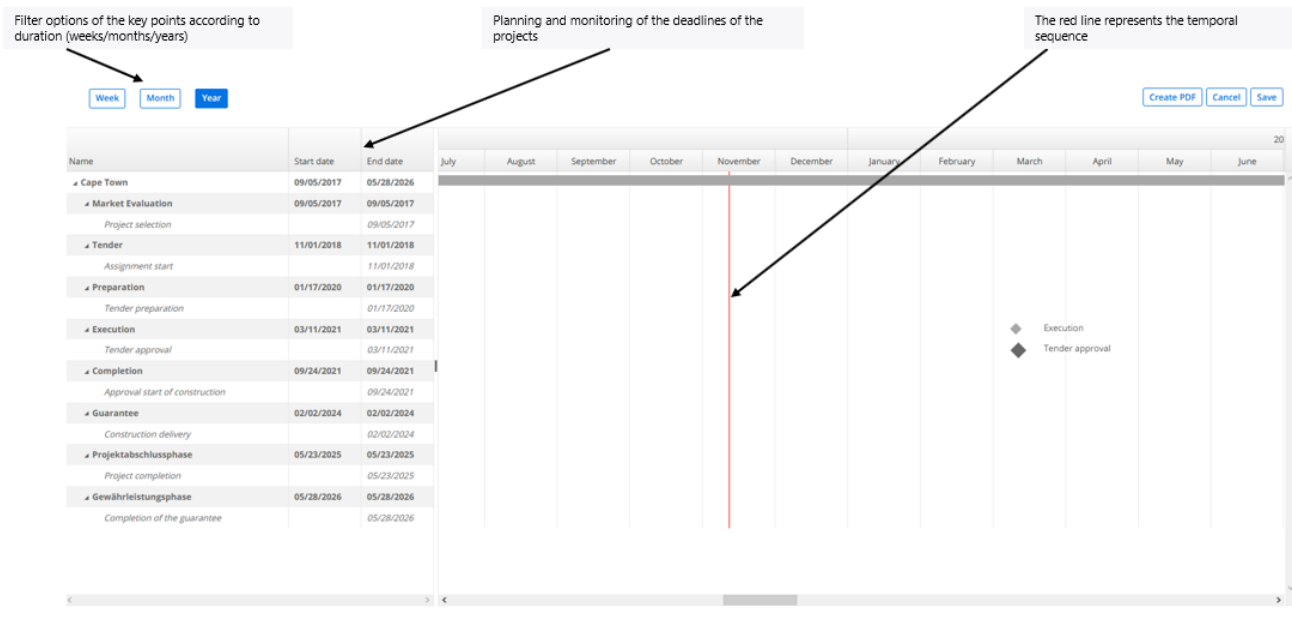 Filter options of the key points according to
duration (weeks/months/years)
Planning and monitoring of the deadlines of the
projects
The red line represents the temporal
sequence
Week Month Year
Create PDF Cancel Save
20
Name Start date End date July August September October November December January February March April May June
Cape Town 09/05/2017 05/28/2026
Market Evaluation 09/05/2017 09/05/2017
Project selection 09/05/2017
Tender 11/01/2018 11/01/2018
Assignment start 11/01/2018
Preparation 01/17/2020 01/17/2020
Tender preparation 01/17/2020
Execution 03/11/2021 03/11/2021 Execution
Tender approval 03/11/2021 Tender approval
Completion 09/24/2021 09/24/2021
Approval start of construction 09/24/2021
Guarantee 02/02/2024 02/02/2024
Construction delivery 02/02/2024
Projektabschlussphase 05/23/2025 05/23/2025
Project completion 05/23/2025
Gewährleistungsphase 05/28/2026 05/28/2026
Completion of the guarantee 05/28/2026